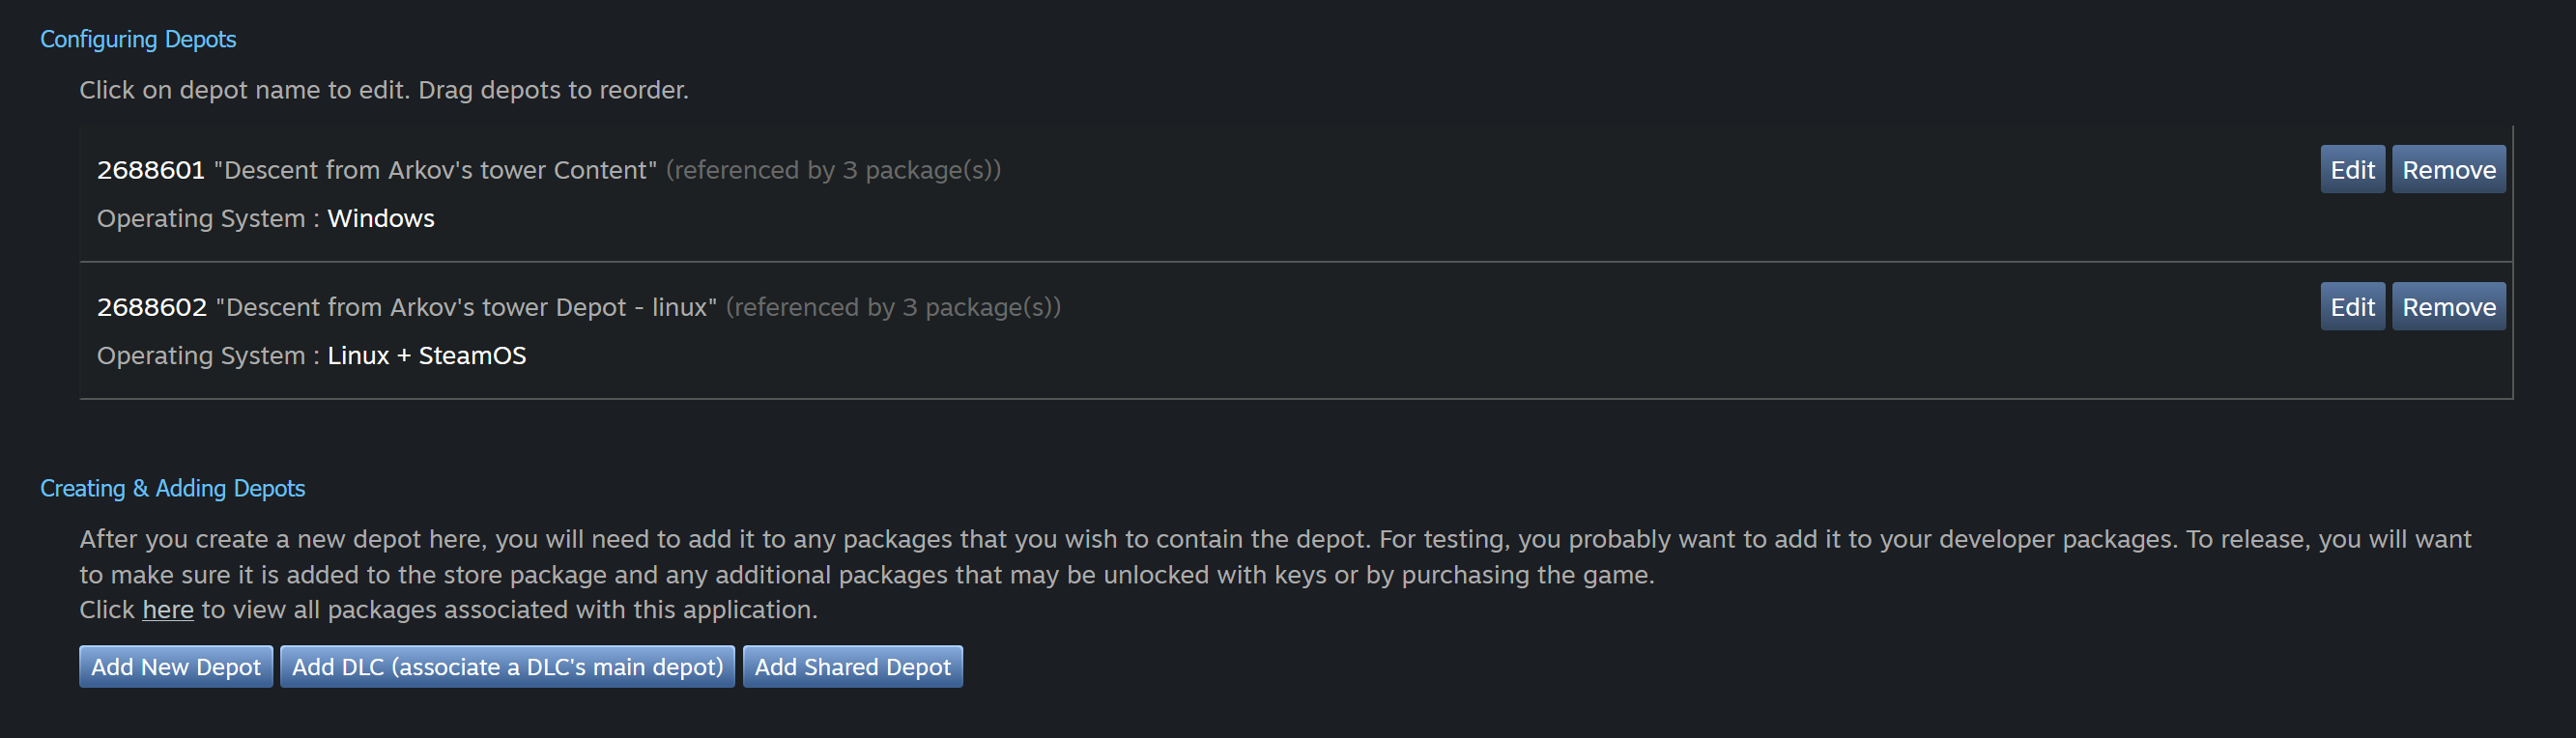 Configuring Depots
Click on depot name to edit. Drag depots to reorder.
2688601 "Descent from Arkov's tower Content" (referenced by 3 package(s)) Edit Remove
Operating System : Windows
2688602 "Descent from Arkov's tower Depot - linux" (referenced by 3 package(s)) Edit Remove
Operating System : Linux + SteamOS
Creating & Adding Depots
After you create a new depot here, you will need to add it to any packages that you wish to contain the depot. For testing, you probably want to add it to your developer packages. To release, you will want
to make sure it is added to the store package and any additional packages that may be unlocked with keys or by purchasing the game.
Click here to view all packages associated with this application.
Add New Depot Add DLC (associate a DLC's main depot) Add Shared Depot